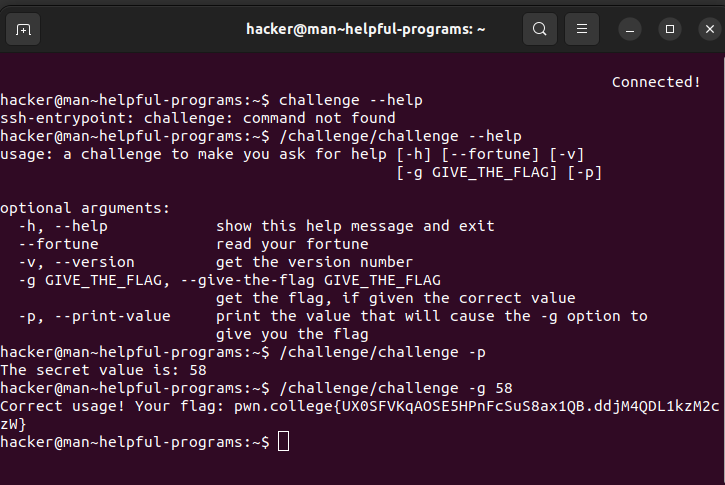 hacker@man~helpful-programs: ~
Connected!
hacker@man~helpful-programs:~$ challenge --help
ssh-entrypoint: challenge: command not found
hacker@man~helpful-programs:~$ /challenge/challenge --help
usage: a challenge to make you ask for help [-h] [--fortune] [-v]
[-g GIVE_THE_FLAG] [-p]
optional arguments:
-h, --help show this help message and exit
--fortune read your fortune
-v, --version get the version number
-g GIVE_THE_FLAG, --give-the-flag GIVE_THE_FLAG
get the flag, if given the correct value
-p, --print-value print the value that will cause the -g option to
give you the flag
hacker@man~helpful-programs:~$ /challenge/challenge -p
The secret value is: 58
hacker@man~helpful-programs:~$ /challenge/challenge -g 58
Correct usage! Your flag: pwn.college{UX0SFVKqAOSE5HPnFcSuS8ax1QB.ddjM4QDL1kzM2c
zW}
hacker@man~helpful-programs:~$